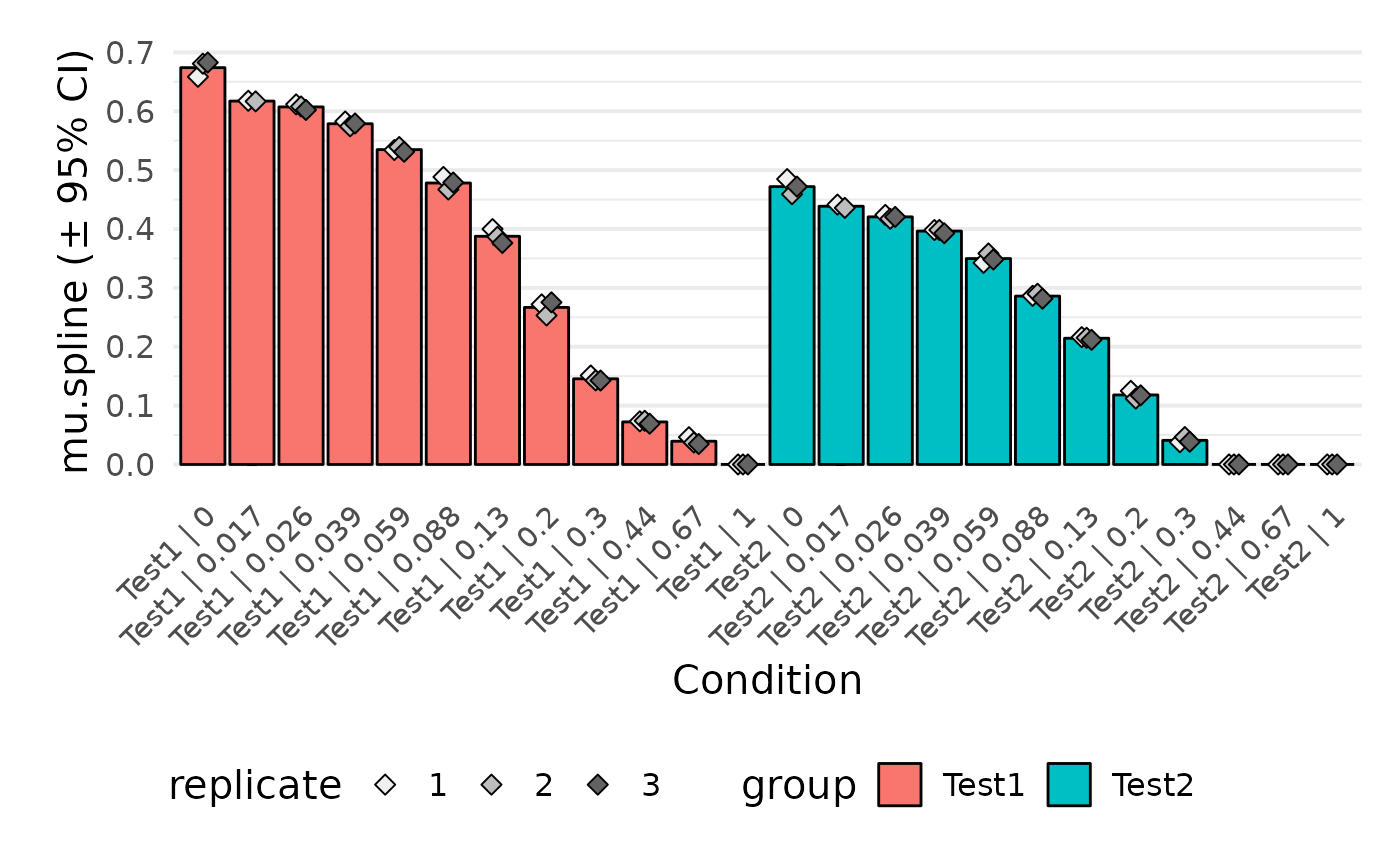 mu.spline (± 95% CI)
0.7
0.6
0.5
0.4
0.3
0.2
0.1
0.0
Test1 | 0
Test1 | 0.017
Test1 | 0.026
Test1 | 0.039
Test1 | 0.059
Test1 | 0.088
Test1 | 0.13
Test1 | 0.2
Test1 | 0.3
Test1 | 0.44
Test1 | 0.67
Test1 | 1
Test2 | 0
Test2 | 0.017
Test2 | 0.026
Test2 | 0.039
Test2 | 0.059
Test2 | 0.088
Test2 | 0.13
Test2 | 0.2
Test2 | 0.3
Test2 | 0.44
Test2 | 0.67
Test2 | 1
Condition
replicate 1 2 3 group Test1 Test2